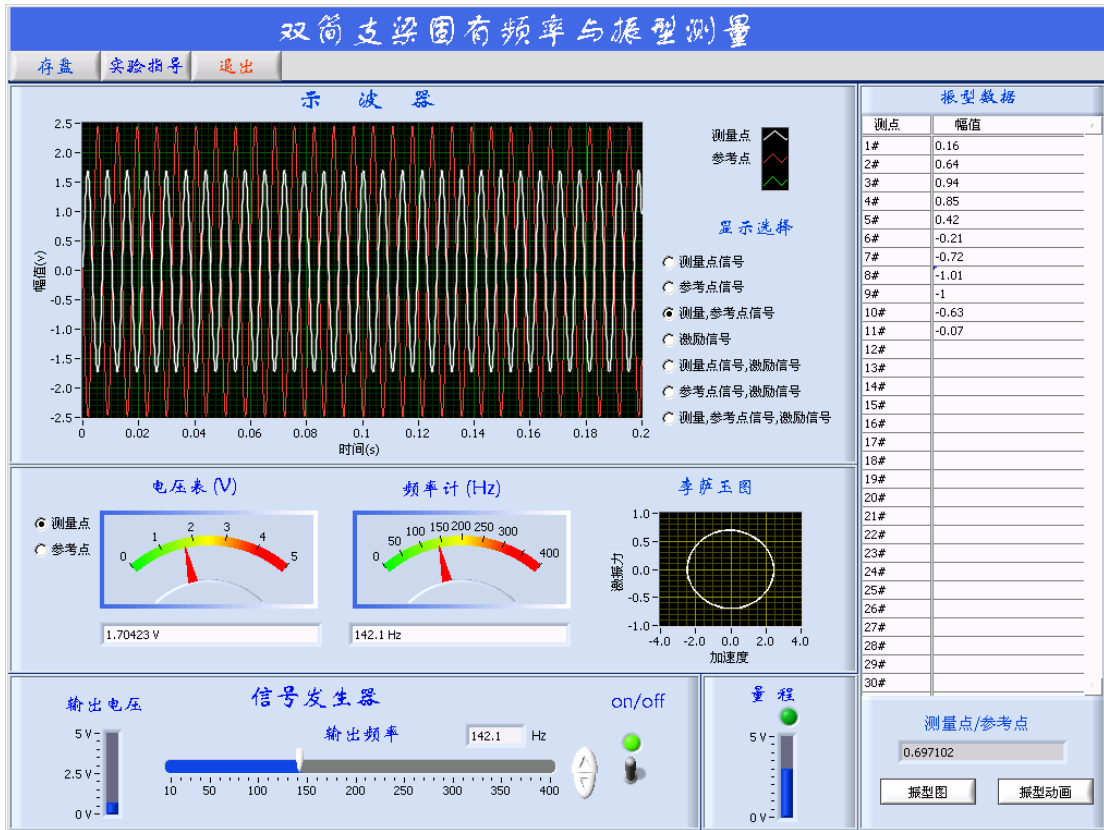 双简支梁固有频率与振型测量
存盘 实验指导 退出
示 波 器
幅值(v)
2.5
2.0
1.5
1.0
0.5
0.0
-0.5
-1.0
-1.5
-2.0
-2.5
0 0.02 0.04 0.06 0.08 0.1 0.12 0.14 0.16 0.18 0.2
时间(s)
测量点
参考点
显示选择
测量点信号
参考点信号
测量,参考点信号
激励信号
测量点信号,激励信号
参考点信号,激励信号
测量,参考点信号,激励信号
电压表(V)
测量点
参考点
0 1 2 3 4 5
1.70423 V
频率计(Hz)
0 50 100 150 200 250 300 400
142.1 Hz
李萨玉图
激振力
1.0
0.5
0.0
-0.5
-1.0
-4.0 -2.0 0.0 2.0 4.0
加速度
输出电压
5 V
2.5 V
0 V
信号发生器
输出频率 142.1 Hz
10 50 100 150 200 250 300 350 400
on/off
量 程
5 V
0 V
振型数据
测点 幅值
1# 0.16
2# 0.64
3# 0.94
4# 0.85
5# 0.42
6# -0.21
7# -0.72
8# -1.01
9# -1
10# -0.63
11# -0.07
12#
13#
14#
15#
16#
17#
18#
19#
20#
21#
22#
23#
24#
25#
26#
27#
28#
29#
30#
测量点/参考点
0.697102
振型图 振型动画